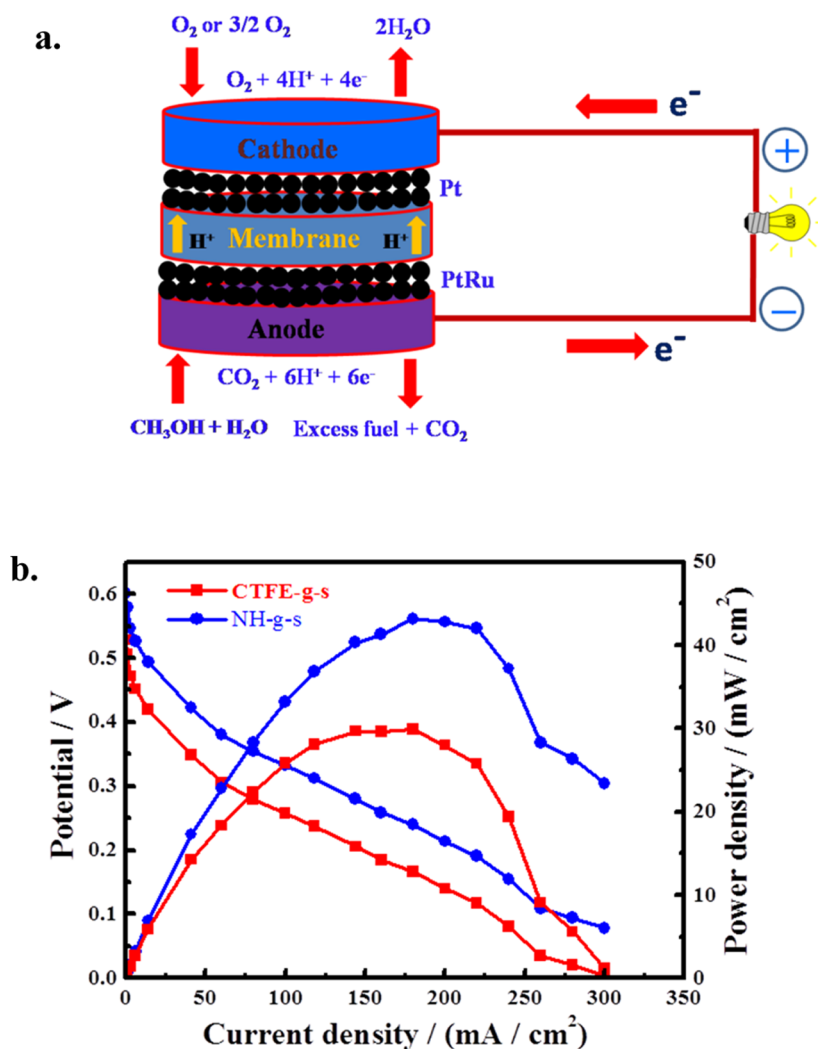 a.
O₂ or 3/2 O₂
2H₂O
O₂ + 4H⁺ + 4e⁻
e⁻
Cathode
+
Pt
H⁺
Membrane
H⁺
PtRu
−
Anode
e⁻
CO₂ + 6H⁺ + 6e⁻
CH₃OH + H₂O
Excess fuel + CO₂
b.
CTFE-g-s
NH-g-s
Potential / V
0.6
0.5
0.4
0.3
0.2
0.1
0.0
50
40
30
20
10
0
Power density / (mW / cm²)
0 50 100 150 200 250 300 350
Current density / (mA / cm²)